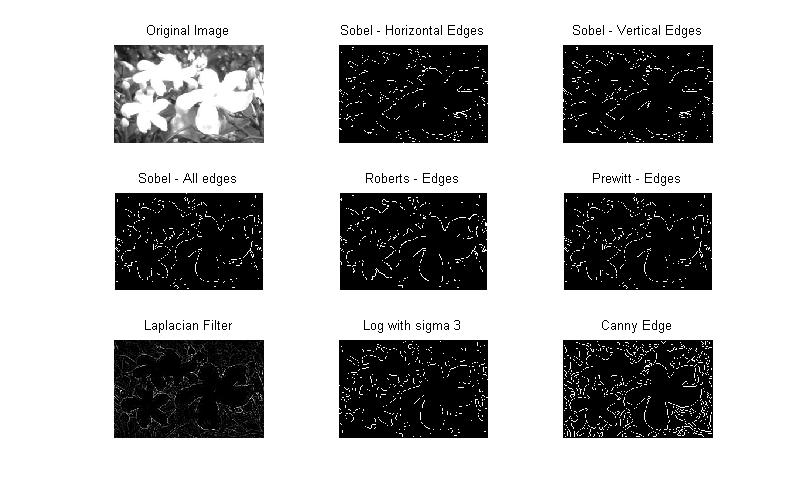 Original Image
Sobel - Horizontal Edges
Sobel - Vertical Edges
Sobel - All edges
Roberts - Edges
Prewitt - Edges
Laplacian Filter
Log with sigma 3
Canny Edge